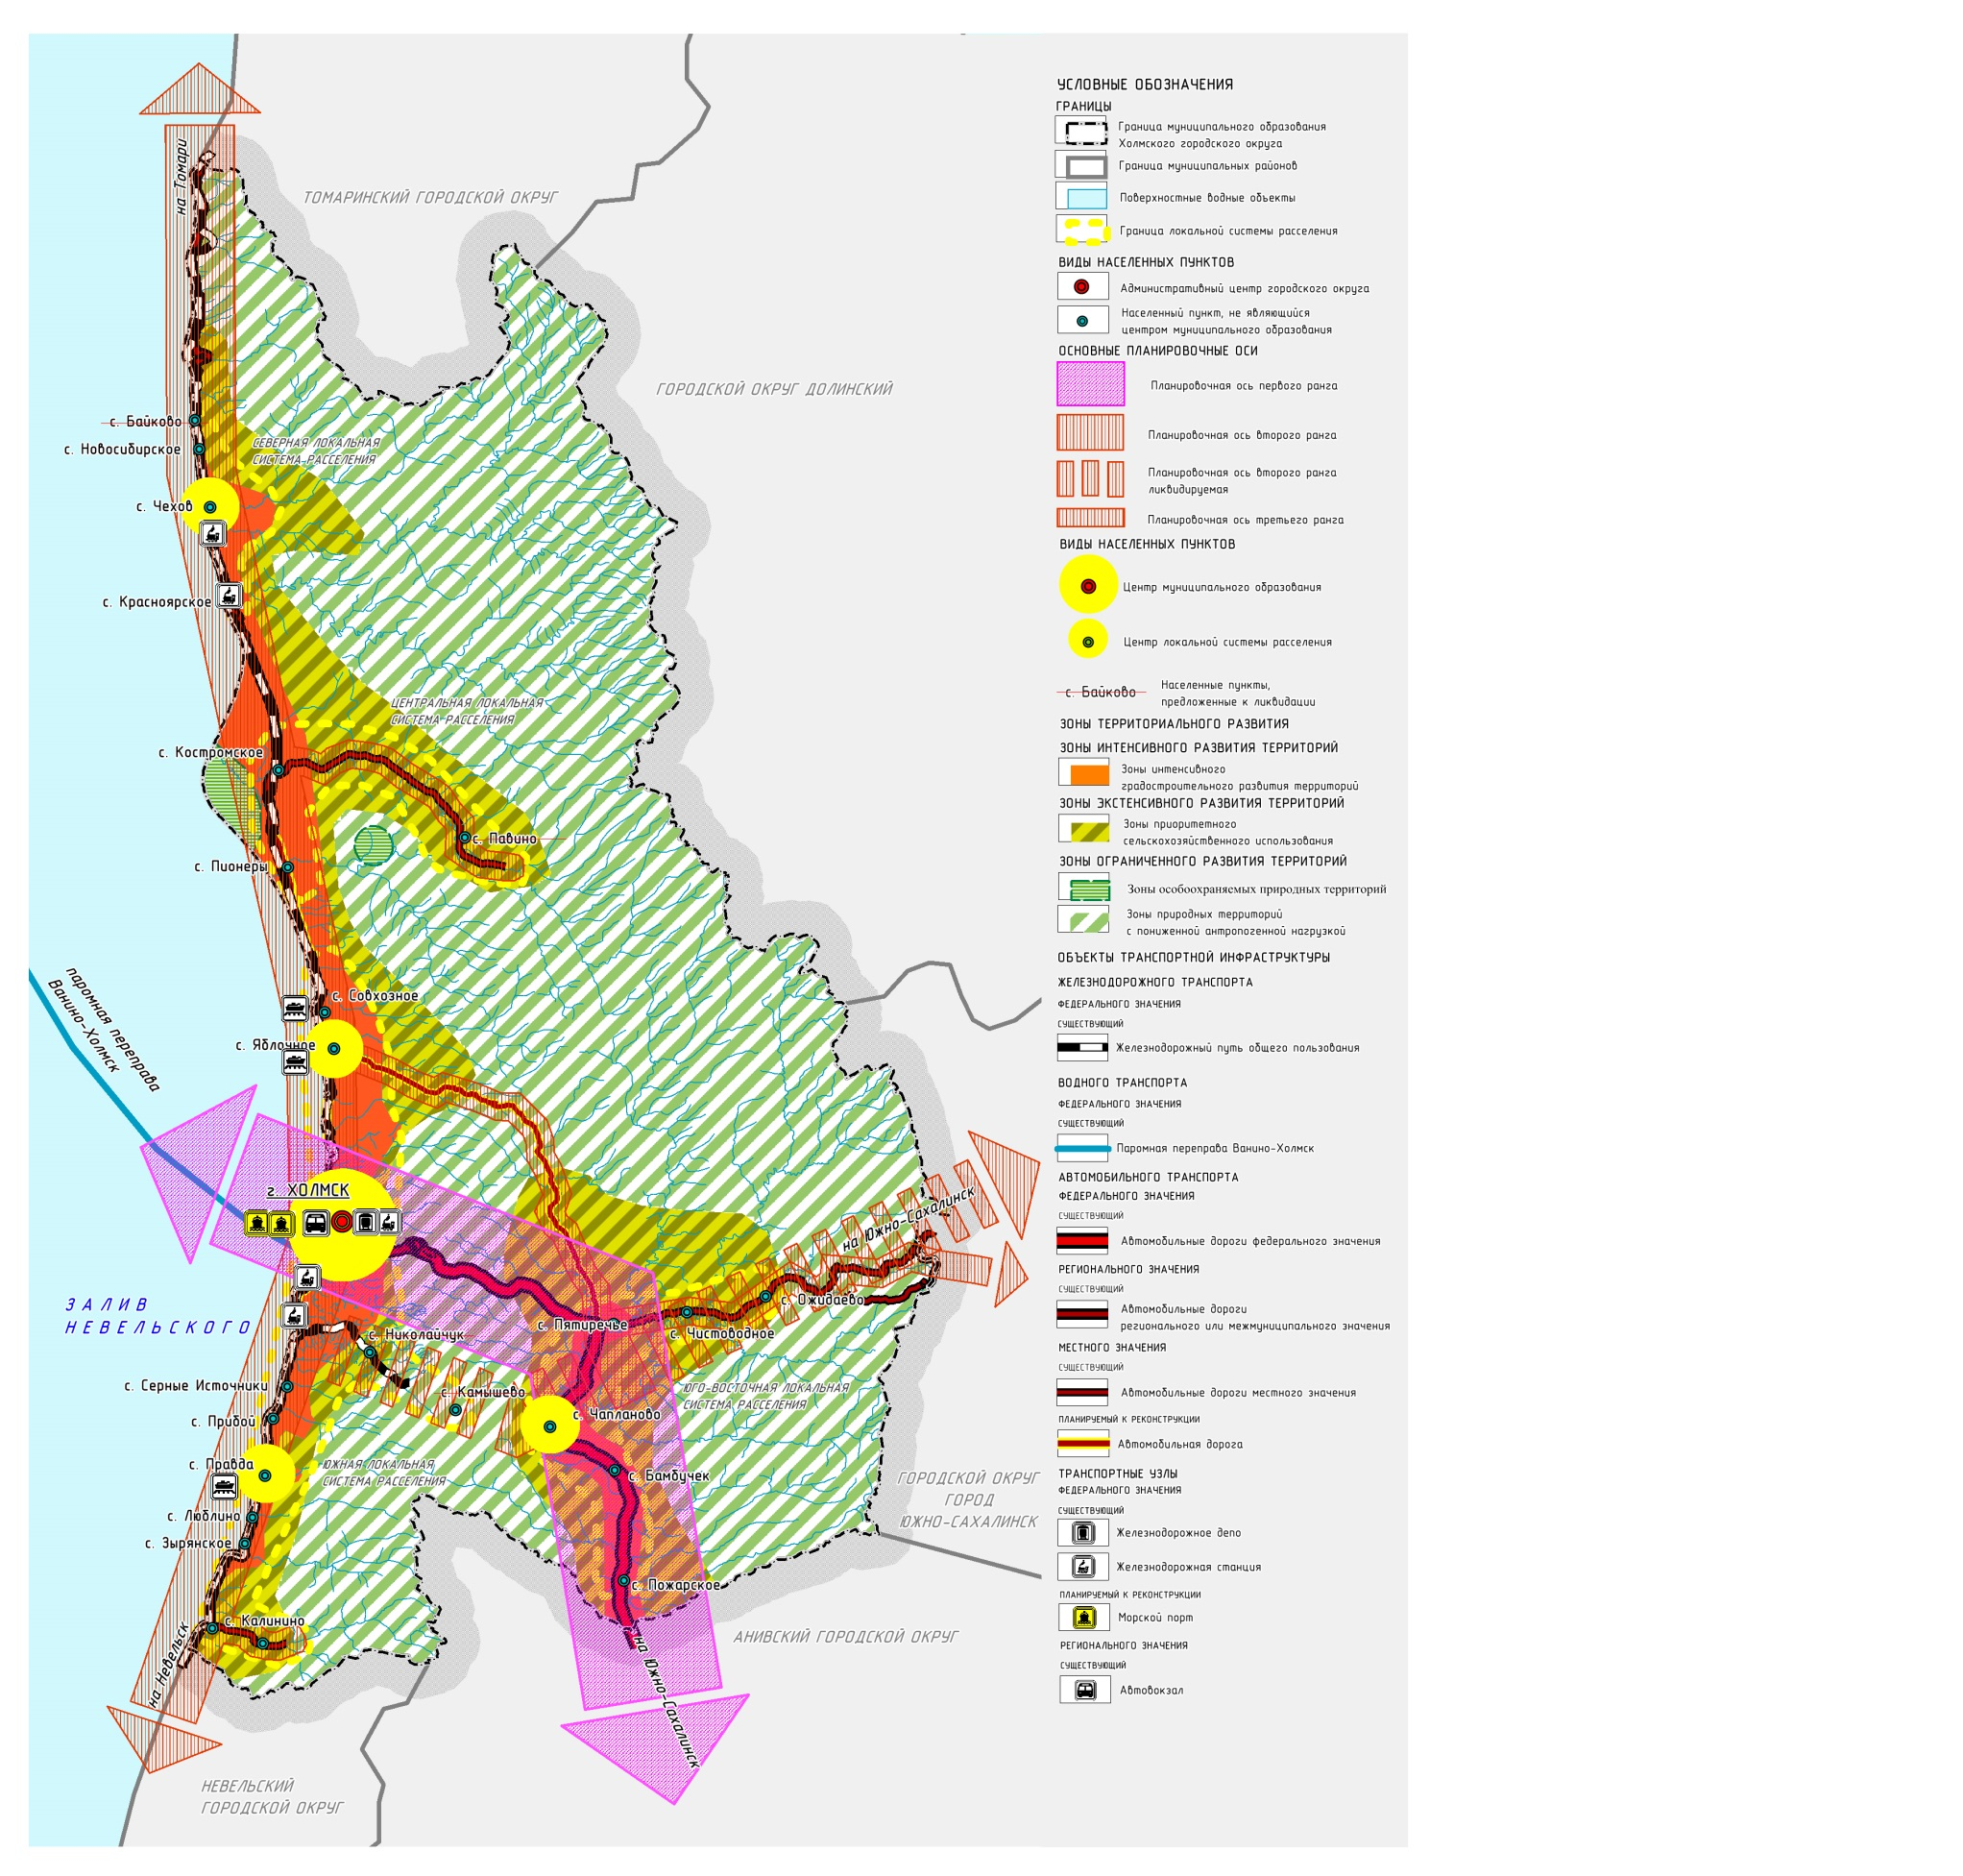 на Томари
ТОМАРИНСКИЙ ГОРОДСКОЙ ОКРУГ
ГОРОДСКОЙ ОКРУГ ДОЛИНСКИЙ
с. Байково
с. Новосибирское
СЕВЕРНАЯ ЛОКАЛЬНАЯ
СИСТЕМА РАССЕЛЕНИЯ
с. Чехов
с. Красноярское
ЦЕНТРАЛЬНАЯ ЛОКАЛЬНАЯ
СИСТЕМА РАССЕЛЕНИЯ
с. Костромское
с. Павино
с. Пионеры
паромная переправа
Ванино-Холмск
с. Совхозное
с. Яблочное
г. ХОЛМСК
на Южно-Сахалинск
ЗАЛИВ
НЕВЕЛЬСКОГО
с. Ожидаево
с. Пятиречье
с. Чистоводное
с. Николайчук
с. Серные Источники
с. Камышево
ЮГО-ВОСТОЧНАЯ ЛОКАЛЬНАЯ
СИСТЕМА РАССЕЛЕНИЯ
с. Прибой
с. Чапланово
с. Правда
ЮЖНАЯ ЛОКАЛЬНАЯ
СИСТЕМА РАССЕЛЕНИЯ
с. Бамбучек
ГОРОДСКОЙ ОКРУГ
ГОРОД
ЮЖНО-САХАЛИНСК
с. Люблино
с. Зырянское
с. Пожарское
с. Калинино
на Невельск
на Южно-Сахалинск
АНИВСКИЙ ГОРОДСКОЙ ОКРУГ
НЕВЕЛЬСКИЙ
ГОРОДСКОЙ ОКРУГ
УСЛОВНЫЕ ОБОЗНАЧЕНИЯ
ГРАНИЦЫ
Граница муниципального образования
Холмского городского округа
Граница муниципальных районов
Поверхностные водные объекты
Граница локальной системы расселения
ВИДЫ НАСЕЛЕННЫХ ПУНКТОВ
Административный центр городского округа
Населенный пункт, не являющийся
центром муниципального образования
ОСНОВНЫЕ ПЛАНИРОВОЧНЫЕ ОСИ
Планировочная ось первого ранга
Планировочная ось второго ранга
Планировочная ось второго ранга
ликвидируемая
Планировочная ось третьего ранга
ВИДЫ НАСЕЛЕННЫХ ПУНКТОВ
Центр муниципального образования
Центр локальной системы расселения
с. Байково
Населенные пункты,
предложенные к ликвидации
ЗОНЫ ТЕРРИТОРИАЛЬНОГО РАЗВИТИЯ
ЗОНЫ ИНТЕНСИВНОГО РАЗВИТИЯ ТЕРРИТОРИЙ
Зоны интенсивного
градостроительного развития территорий
ЗОНЫ ЭКСТЕНСИВНОГО РАЗВИТИЯ ТЕРРИТОРИЙ
Зоны приоритетного
сельскохозяйственного использования
ЗОНЫ ОГРАНИЧЕННОГО РАЗВИТИЯ ТЕРРИТОРИЙ
Зоны особоохраняемых природных территорий
Зоны природных территорий
с пониженной антропогенной нагрузкой
ОБЪЕКТЫ ТРАНСПОРТНОЙ ИНФРАСТРУКТУРЫ
ЖЕЛЕЗНОДОРОЖНОГО ТРАНСПОРТА
ФЕДЕРАЛЬНОГО ЗНАЧЕНИЯ
СУЩЕСТВУЮЩИЙ
Железнодорожный путь общего пользования
ВОДНОГО ТРАНСПОРТА
ФЕДЕРАЛЬНОГО ЗНАЧЕНИЯ
СУЩЕСТВУЮЩИЙ
Паромная переправа Ванино-Холмск
АВТОМОБИЛЬНОГО ТРАНСПОРТА
ФЕДЕРАЛЬНОГО ЗНАЧЕНИЯ
СУЩЕСТВУЮЩИЙ
Автомобильные дороги федерального значения
РЕГИОНАЛЬНОГО ЗНАЧЕНИЯ
СУЩЕСТВУЮЩИЙ
Автомобильные дороги
регионального или межмуниципального значения
МЕСТНОГО ЗНАЧЕНИЯ
СУЩЕСТВУЮЩИЙ
Автомобильные дороги местного значения
ПЛАНИРУЕМЫЙ К РЕКОНСТРУКЦИИ
Автомобильная дорога
ТРАНСПОРТНЫЕ УЗЛЫ
ФЕДЕРАЛЬНОГО ЗНАЧЕНИЯ
СУЩЕСТВУЮЩИЙ
Железнодорожное депо
Железнодорожная станция
ПЛАНИРУЕМЫЙ К РЕКОНСТРУКЦИИ
Морской порт
РЕГИОНАЛЬНОГО ЗНАЧЕНИЯ
СУЩЕСТВУЮЩИЙ
Автовокзал